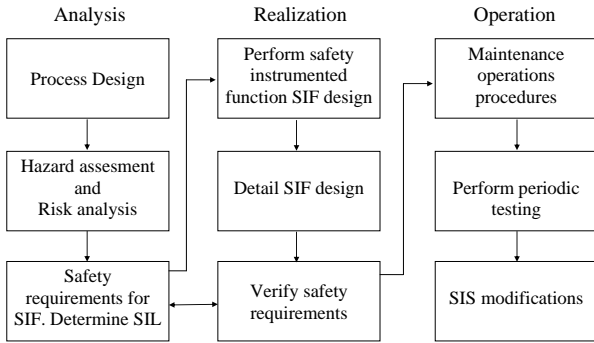 Analysis
Process Design
Hazard assesment
and
Risk analysis
Safety
requirements for
SIF. Determine SIL
Realization
Perform safety
instrumented
function SIF design
Detail SIF design
Verify safety
requirements
Operation
Maintenance
operations
procedures
Perform periodic
testing
SIS modifications